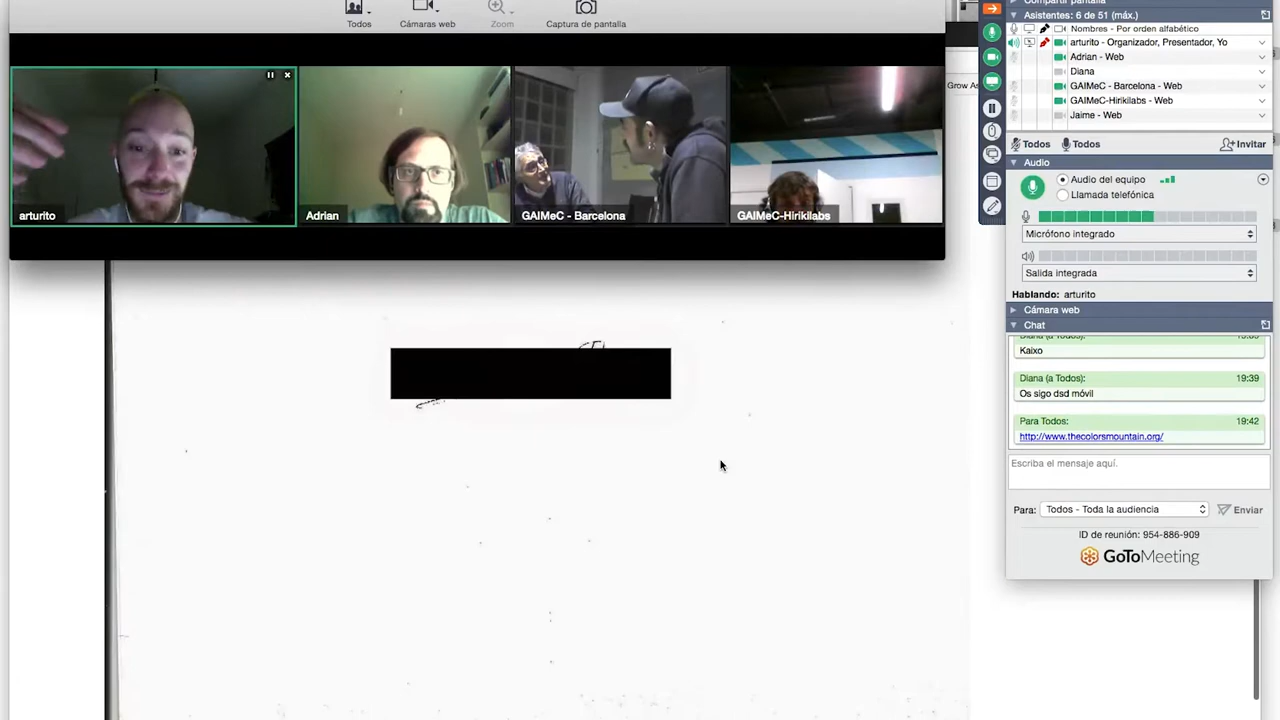 Todos
Cámaras web
Zoom
Captura de pantalla
arturito
Adrian
GAIMeC - Barcelona
GAIMeC-Hirikilabs
Grow As
Compartir pantalla
Asistentes: 6 de 51 (máx.)
Nombres - Por orden alfabético
arturito - Organizador, Presentador, Yo
Adrian - Web
Diana
GAIMeC - Barcelona - Web
GAIMeC-Hirikilabs - Web
Jaime - Web
Todos Todos Invitar
Audio
Audio del equipo
Llamada telefónica
Micrófono integrado
Salida integrada
Hablando: arturito
Cámara web
Chat
Diana (a Todos):
Kaixo
Diana (a Todos): 19:39
Os sigo dsd móvil
Para Todos: 19:42
http://www.thecolorsmountain.org/
Escriba el mensaje aquí.
Para: Todos - Toda la audiencia Enviar
ID de reunión: 954-886-909
GoToMeeting